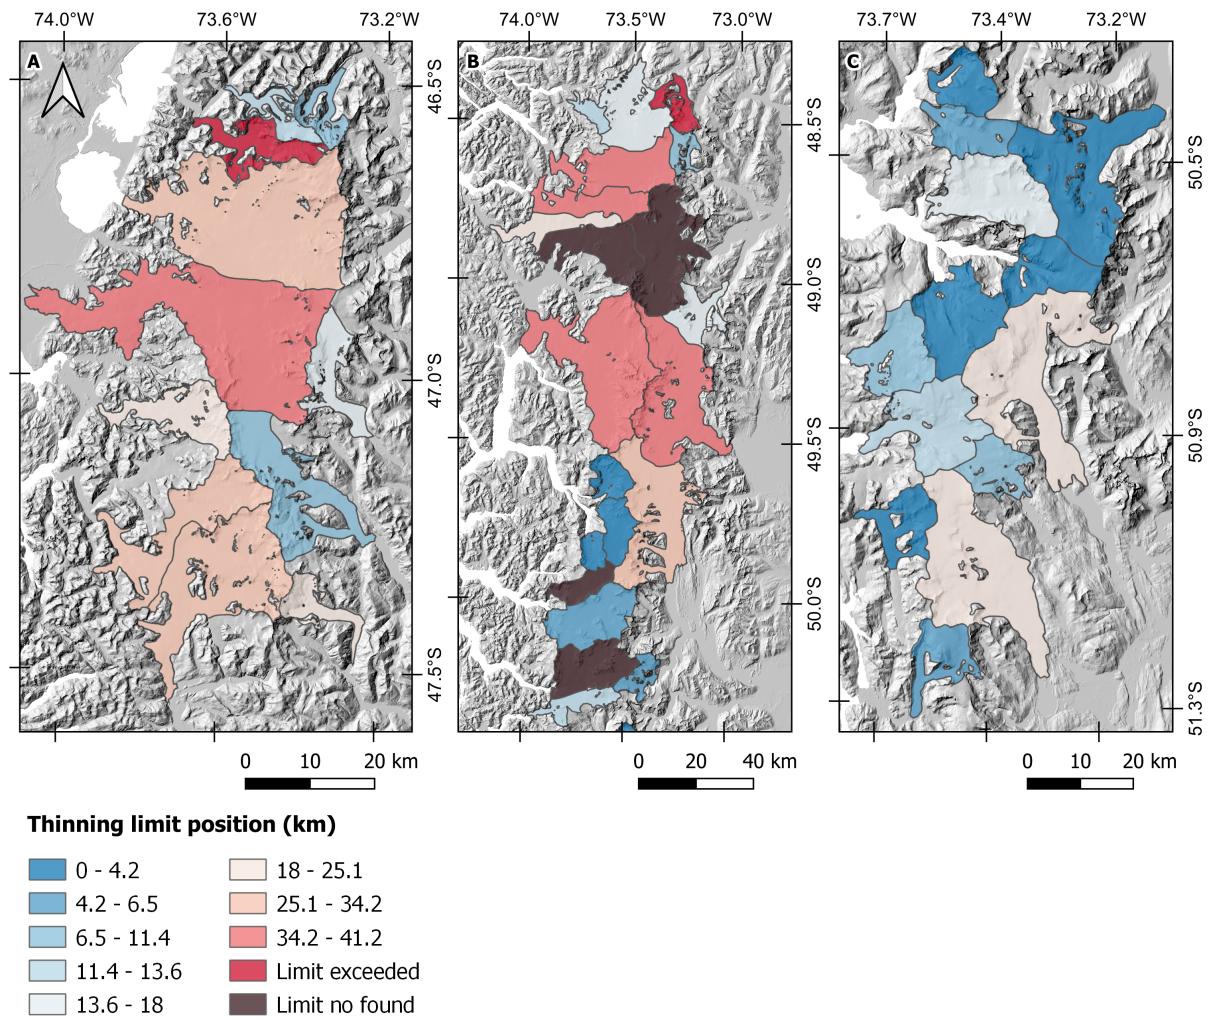 74.0°W 73.6°W 73.2°W 74.0°W 73.5°W 73.0°W 73.7°W 73.4°W 73.2°W
A B C
46.5°S
47.0°S
47.5°S
48.5°S
49.0°S
49.5°S
50.0°S
50.5°S
50.9°S
51.3°S
0 10 20 km 0 20 40 km 0 10 20 km
Thinning limit position (km)
0 - 4.2
4.2 - 6.5
6.5 - 11.4
11.4 - 13.6
13.6 - 18
18 - 25.1
25.1 - 34.2
34.2 - 41.2
Limit exceeded
Limit no found